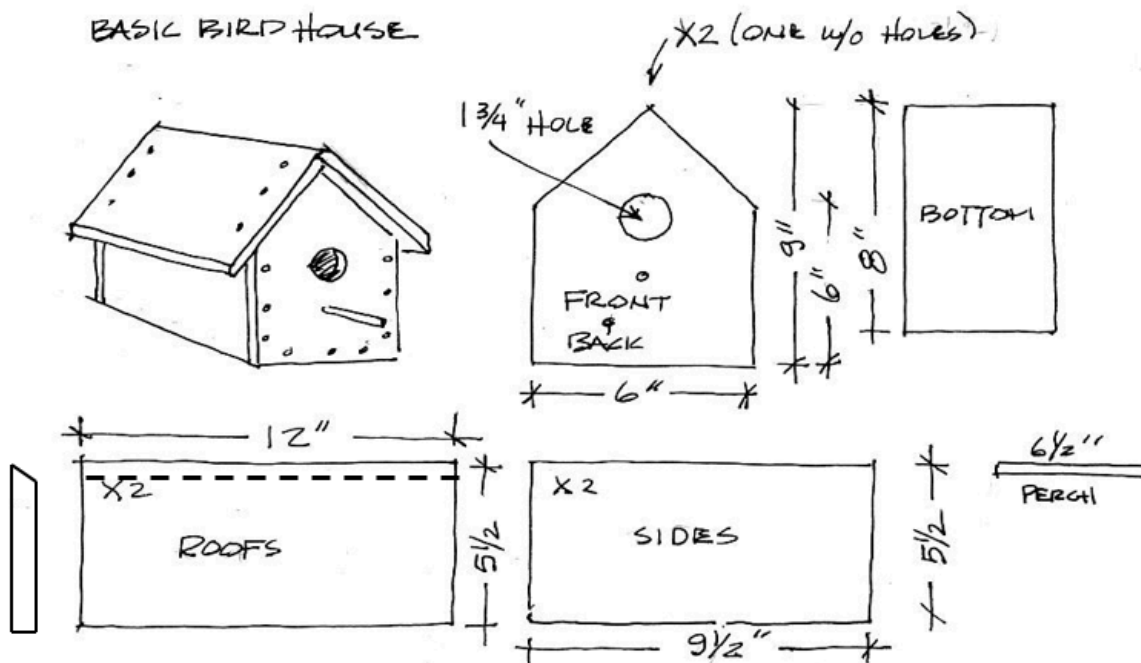 BASIC BIRD HOUSE
X2 (ONE W/O HOLES)
1 3/4" HOLE
FRONT
&
BACK
9"
6"
6"
8"
BOTTOM
12"
X2
ROOFS
5 1/2
X2
SIDES
5 1/2
9 1/2"
6 1/2"
PERCH